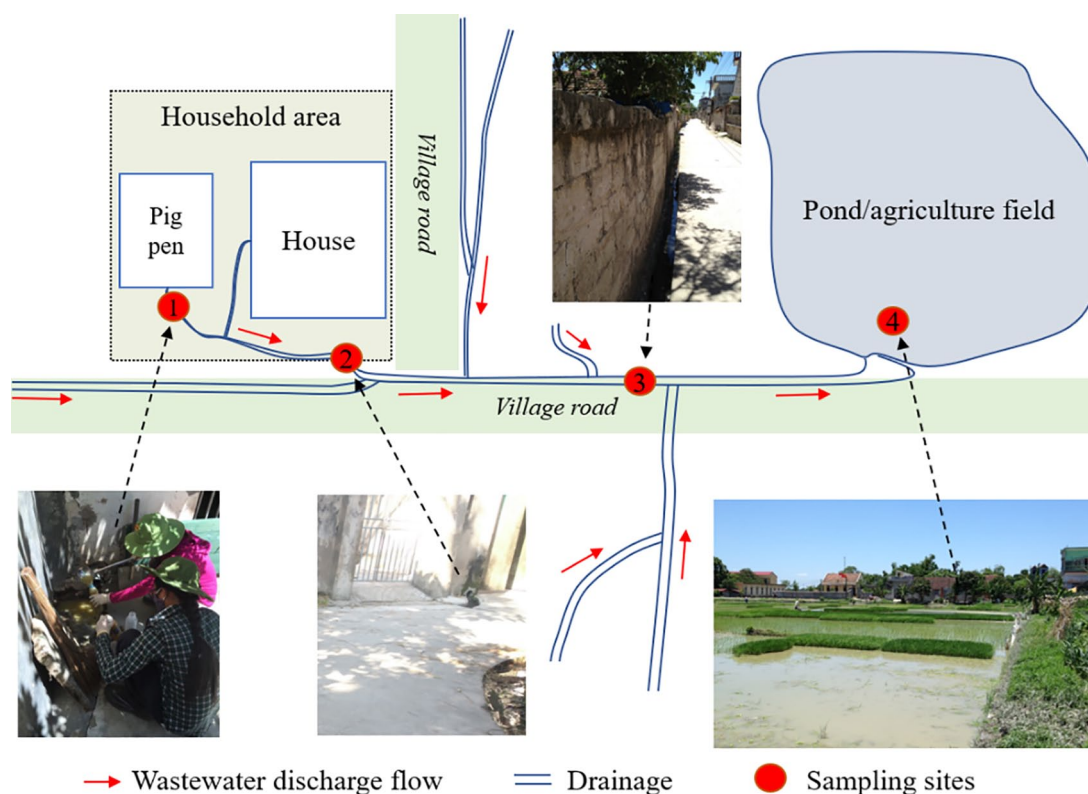 Household area
Pig
pen
House
Village road
Pond/agriculture field
1
2
3
4
Village road
Wastewater discharge flow
Drainage
Sampling sites